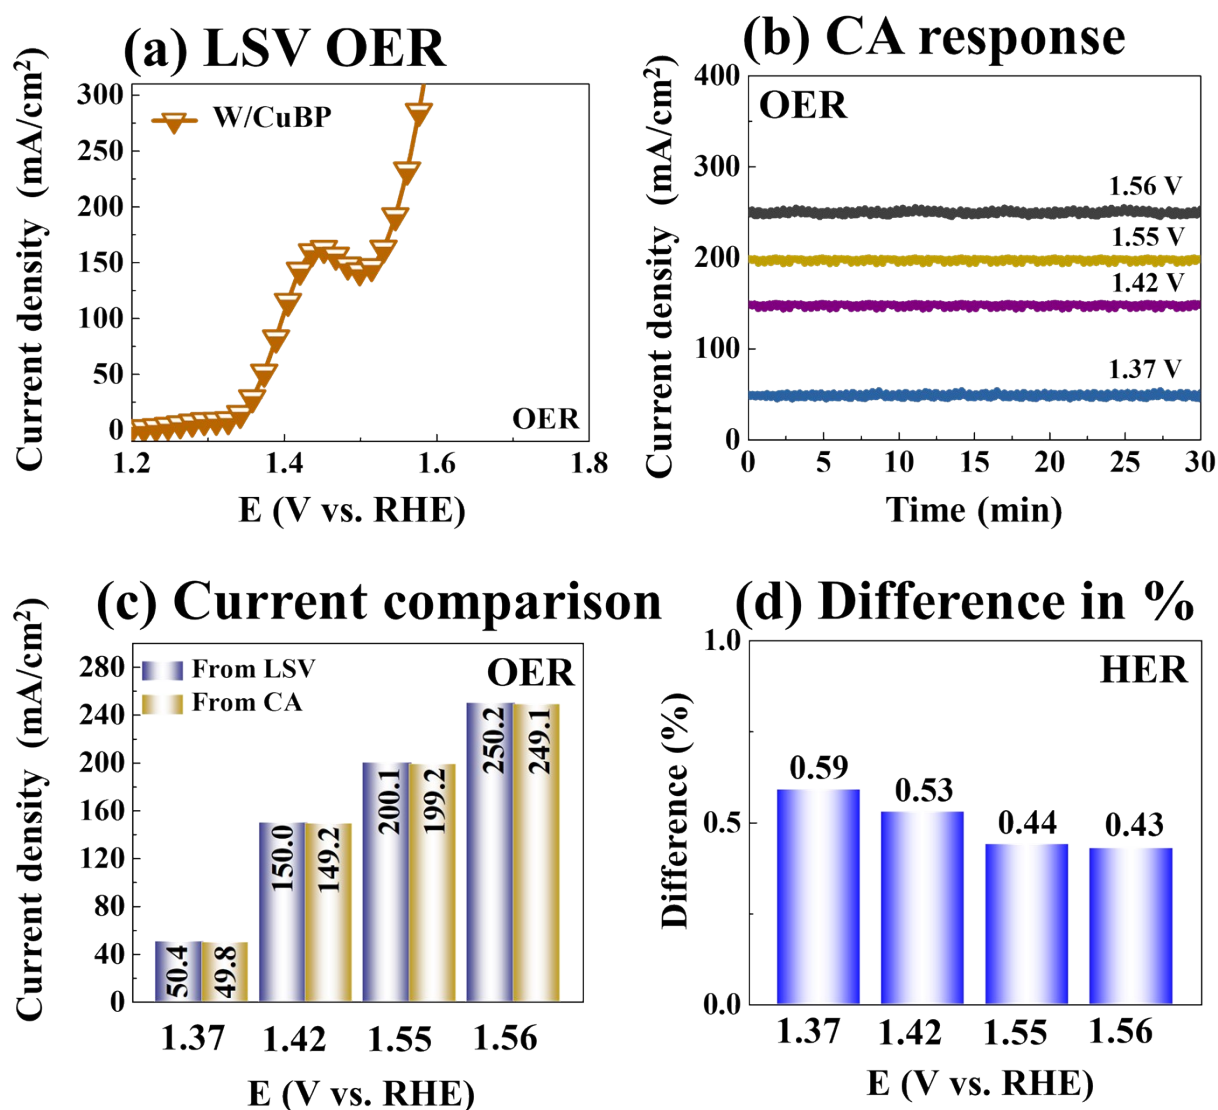 (a) LSV OER
Current density (mA/cm²)
300
250
200
150
100
50
0
W/CuBP
OER
1.2
1.4
1.6
1.8
E (V vs. RHE)
(b) CA response
Current density (mA/cm²)
400
300
200
100
0
OER
1.56 V
1.55 V
1.42 V
1.37 V
0
5
10
15
20
25
30
Time (min)
(c) Current comparison
Current density (mA/cm²)
280
240
200
160
120
80
40
0
From LSV
From CA
OER
50.4
49.8
150.0
149.2
200.1
199.2
250.2
249.1
1.37
1.42
1.55
1.56
E (V vs. RHE)
(d) Difference in %
Difference (%)
1.0
0.5
0.0
HER
0.59
0.53
0.44
0.43
1.37
1.42
1.55
1.56
E (V vs. RHE)